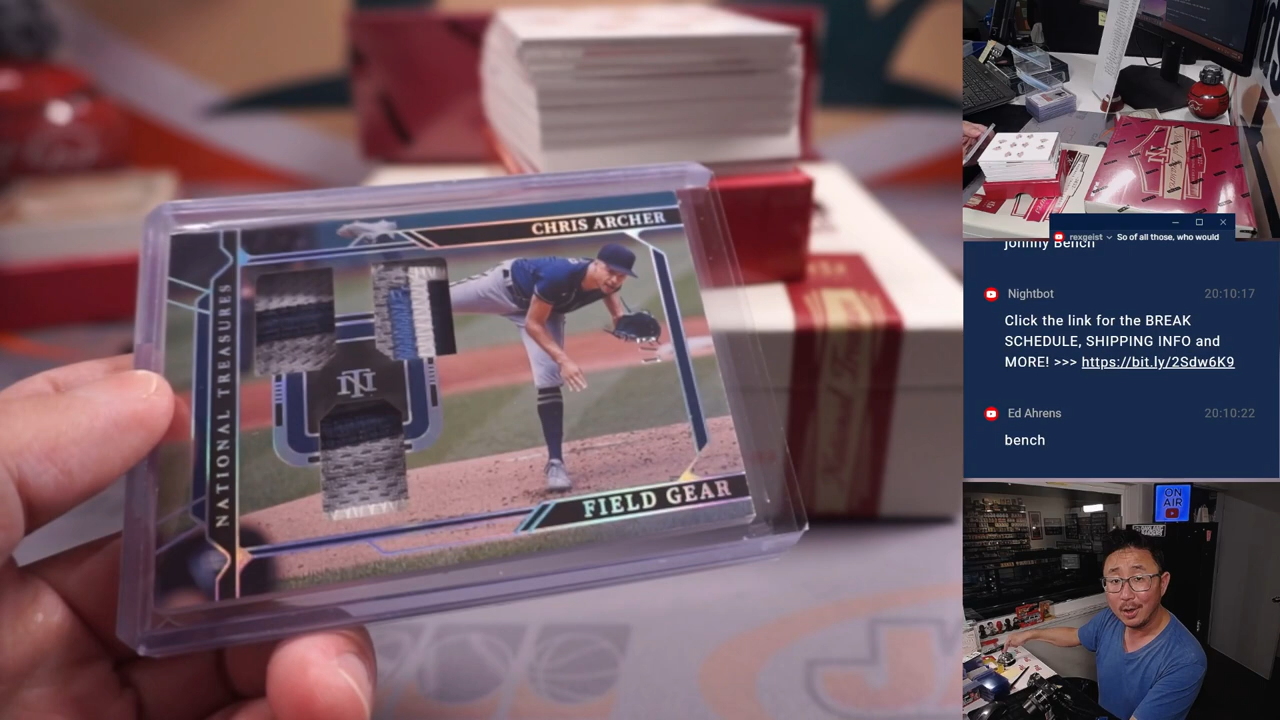 CHRIS ARCHER
NATIONAL TREASURES
NT
FIELD GEAR
rexgeist So of all those, who would
Johnny Bench
Nightbot 20:10:17
Click the link for the BREAK
SCHEDULE, SHIPPING INFO and
MORE! >>> https://bit.ly/2Sdw6K9
Ed Ahrens 20:10:22
bench
ON
AIR